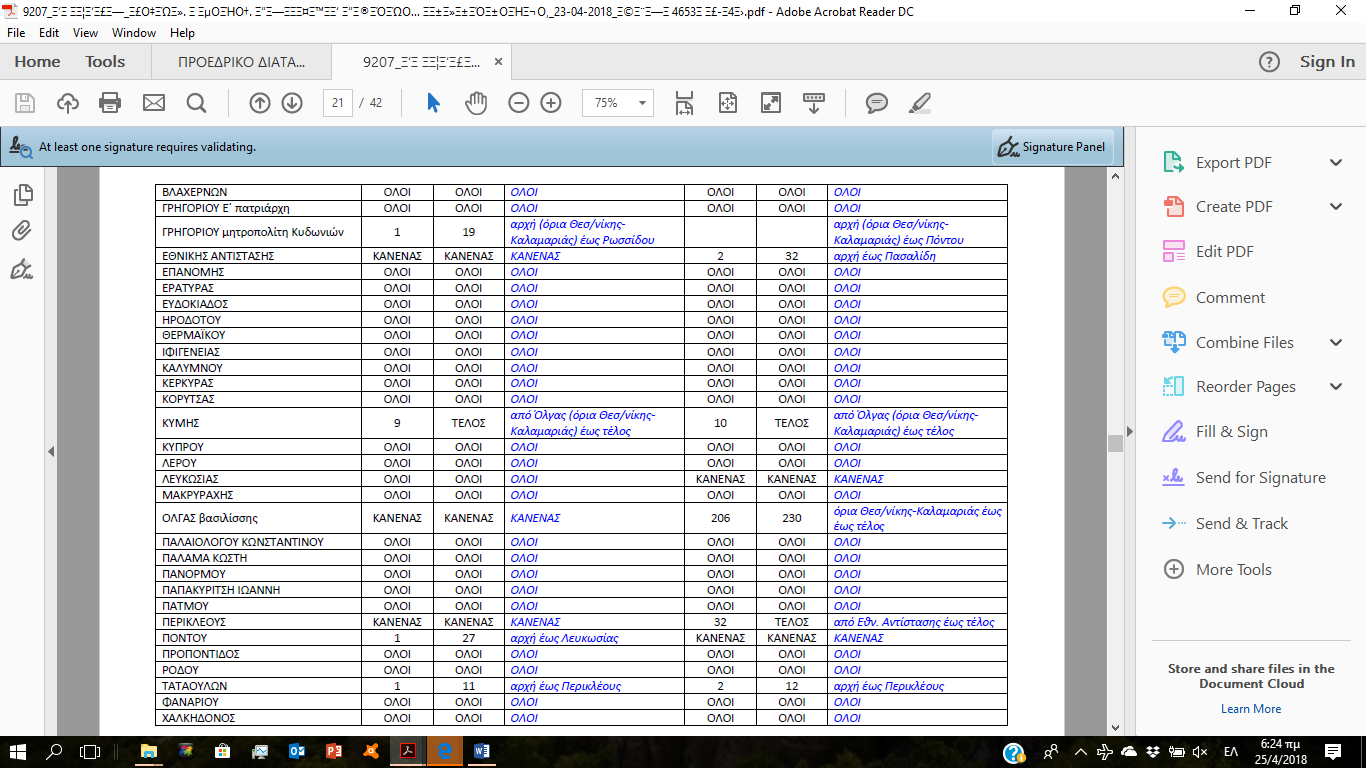 File Edit View Window Help
Home Tools ΠΡΟΕΔΡΙΚΟ ΔΙΑΤΑ... × Sign In
21 / 42 75%
At least one signature requires validating. Signature Panel
ΒΛΑΧΕΡΝΩΝ ΟΛΟΙ ΟΛΟΙ ΟΛΟΙ ΟΛΟΙ ΟΛΟΙ ΟΛΟΙ
ΓΡΗΓΟΡΙΟΥ Ε΄ πατριάρχη ΟΛΟΙ ΟΛΟΙ ΟΛΟΙ ΟΛΟΙ ΟΛΟΙ ΟΛΟΙ
ΓΡΗΓΟΡΙΟΥ μητροπολίτη Κυδωνιών 1 19 αρχή (όρια Θεσ/νίκης-
Καλαμαριάς) έως Ρωσσίδου αρχή (όρια Θεσ/νίκης-
Καλαμαριάς) έως Πόντου
ΕΘΝΙΚΗΣ ΑΝΤΙΣΤΑΣΗΣ ΚΑΝΕΝΑΣ ΚΑΝΕΝΑΣ ΚΑΝΕΝΑΣ 2 32 αρχή έως Πασαλίδη
ΕΠΑΝΟΜΗΣ ΟΛΟΙ ΟΛΟΙ ΟΛΟΙ ΟΛΟΙ ΟΛΟΙ ΟΛΟΙ
ΕΡΑΤΥΡΑΣ ΟΛΟΙ ΟΛΟΙ ΟΛΟΙ ΟΛΟΙ ΟΛΟΙ ΟΛΟΙ
ΕΥΔΟΚΙΑΔΟΣ ΟΛΟΙ ΟΛΟΙ ΟΛΟΙ ΟΛΟΙ ΟΛΟΙ ΟΛΟΙ
ΗΡΟΔΟΤΟΥ ΟΛΟΙ ΟΛΟΙ ΟΛΟΙ ΟΛΟΙ ΟΛΟΙ ΟΛΟΙ
ΘΕΡΜΑΪΚΟΥ ΟΛΟΙ ΟΛΟΙ ΟΛΟΙ ΟΛΟΙ ΟΛΟΙ ΟΛΟΙ
ΙΦΙΓΕΝΕΙΑΣ ΟΛΟΙ ΟΛΟΙ ΟΛΟΙ ΟΛΟΙ ΟΛΟΙ ΟΛΟΙ
ΚΑΛΥΜΝΟΥ ΟΛΟΙ ΟΛΟΙ ΟΛΟΙ ΟΛΟΙ ΟΛΟΙ ΟΛΟΙ
ΚΕΡΚΥΡΑΣ ΟΛΟΙ ΟΛΟΙ ΟΛΟΙ ΟΛΟΙ ΟΛΟΙ ΟΛΟΙ
ΚΟΡΥΤΣΑΣ ΟΛΟΙ ΟΛΟΙ ΟΛΟΙ ΟΛΟΙ ΟΛΟΙ ΟΛΟΙ
ΚΥΜΗΣ 9 ΤΕΛΟΣ από Όλγας (όρια Θεσ/νίκης-
Καλαμαριάς) έως τέλος 10 ΤΕΛΟΣ από Όλγας (όρια Θεσ/νίκης-
Καλαμαριάς) έως τέλος
ΚΥΠΡΟΥ ΟΛΟΙ ΟΛΟΙ ΟΛΟΙ ΟΛΟΙ ΟΛΟΙ ΟΛΟΙ
ΛΕΡΟΥ ΟΛΟΙ ΟΛΟΙ ΟΛΟΙ ΟΛΟΙ ΟΛΟΙ ΟΛΟΙ
ΛΕΥΚΩΣΙΑΣ ΟΛΟΙ ΟΛΟΙ ΟΛΟΙ ΚΑΝΕΝΑΣ ΚΑΝΕΝΑΣ ΚΑΝΕΝΑΣ
ΜΑΚΡΥΡΑΧΗΣ ΟΛΟΙ ΟΛΟΙ ΟΛΟΙ ΟΛΟΙ ΟΛΟΙ ΟΛΟΙ
ΟΛΓΑΣ βασιλίσσης ΚΑΝΕΝΑΣ ΚΑΝΕΝΑΣ ΚΑΝΕΝΑΣ 206 230 όρια Θεσ/νίκης-Καλαμαριάς έως
έως τέλος
ΠΑΛΑΙΟΛΟΓΟΥ ΚΩΝΣΤΑΝΤΙΝΟΥ ΟΛΟΙ ΟΛΟΙ ΟΛΟΙ ΟΛΟΙ ΟΛΟΙ ΟΛΟΙ
ΠΑΛΑΜΑ ΚΩΣΤΗ ΟΛΟΙ ΟΛΟΙ ΟΛΟΙ ΟΛΟΙ ΟΛΟΙ ΟΛΟΙ
ΠΑΝΟΡΜΟΥ ΟΛΟΙ ΟΛΟΙ ΟΛΟΙ ΟΛΟΙ ΟΛΟΙ ΟΛΟΙ
ΠΑΠΑΚΥΡΙΤΣΗ ΙΩΑΝΝΗ ΟΛΟΙ ΟΛΟΙ ΟΛΟΙ ΟΛΟΙ ΟΛΟΙ ΟΛΟΙ
ΠΑΤΜΟΥ ΟΛΟΙ ΟΛΟΙ ΟΛΟΙ ΟΛΟΙ ΟΛΟΙ ΟΛΟΙ
ΠΕΡΙΚΛΕΟΥΣ ΚΑΝΕΝΑΣ ΚΑΝΕΝΑΣ ΚΑΝΕΝΑΣ 32 ΤΕΛΟΣ από Εθν. Αντίστασης έως τέλος
ΠΟΝΤΟΥ 1 27 αρχή έως Λευκωσίας ΚΑΝΕΝΑΣ ΚΑΝΕΝΑΣ ΚΑΝΕΝΑΣ
ΠΡΟΠΟΝΤΙΔΟΣ ΟΛΟΙ ΟΛΟΙ ΟΛΟΙ ΟΛΟΙ ΟΛΟΙ ΟΛΟΙ
ΡΟΔΟΥ ΟΛΟΙ ΟΛΟΙ ΟΛΟΙ ΟΛΟΙ ΟΛΟΙ ΟΛΟΙ
ΤΑΤΑΟΥΛΩΝ 1 11 αρχή έως Περικλέους 2 12 αρχή έως Περικλέους
ΦΑΝΑΡΙΟΥ ΟΛΟΙ ΟΛΟΙ ΟΛΟΙ ΟΛΟΙ ΟΛΟΙ ΟΛΟΙ
ΧΑΛΚΗΔΟΝΟΣ ΟΛΟΙ ΟΛΟΙ ΟΛΟΙ ΟΛΟΙ ΟΛΟΙ ΟΛΟΙ
Export PDF
Create PDF
Edit PDF
Comment
Combine Files
Reorder Pages
Fill & Sign
Send for Signature
Send & Track
More Tools
Store and share files in the
Document Cloud
Learn More
ΕΛ 6:24 πμ
25/4/2018